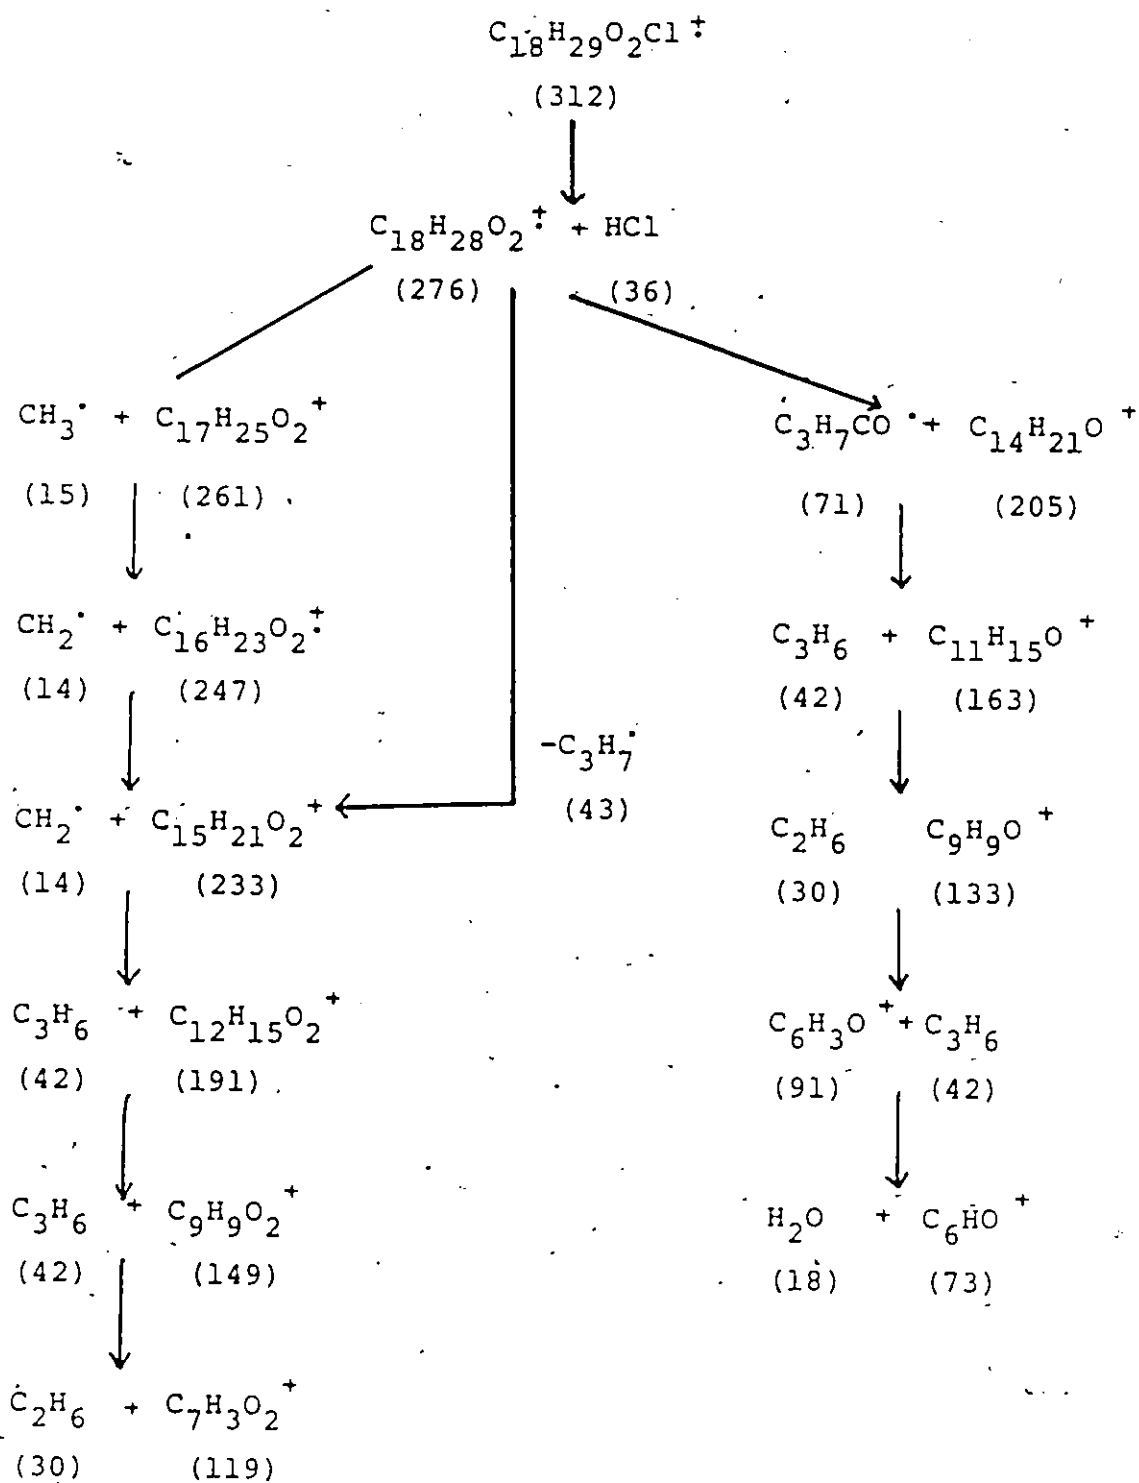 C18H29O2Cl +•
(312)
C18H28O2 +• + HCl
(276) (36)
CH3• + C17H25O2+ C3H7CO• + C14H21O+
(15) (261) (71) (205)
CH2• + C16H23O2+• C3H6 + C11H15O+
(14) (247) (42) (163)
-C3H7•
(43)
CH2• + C15H21O2+ C2H6 C9H9O+
(14) (233) (30) (133)
C3H6 + C12H15O2+ C6H3O+ + C3H6
(42) (191) (91) (42)
C3H6 + C9H9O2+ H2O + C6HO+
(42) (149) (18) (73)
C2H6 + C7H3O2+
(30) (119)